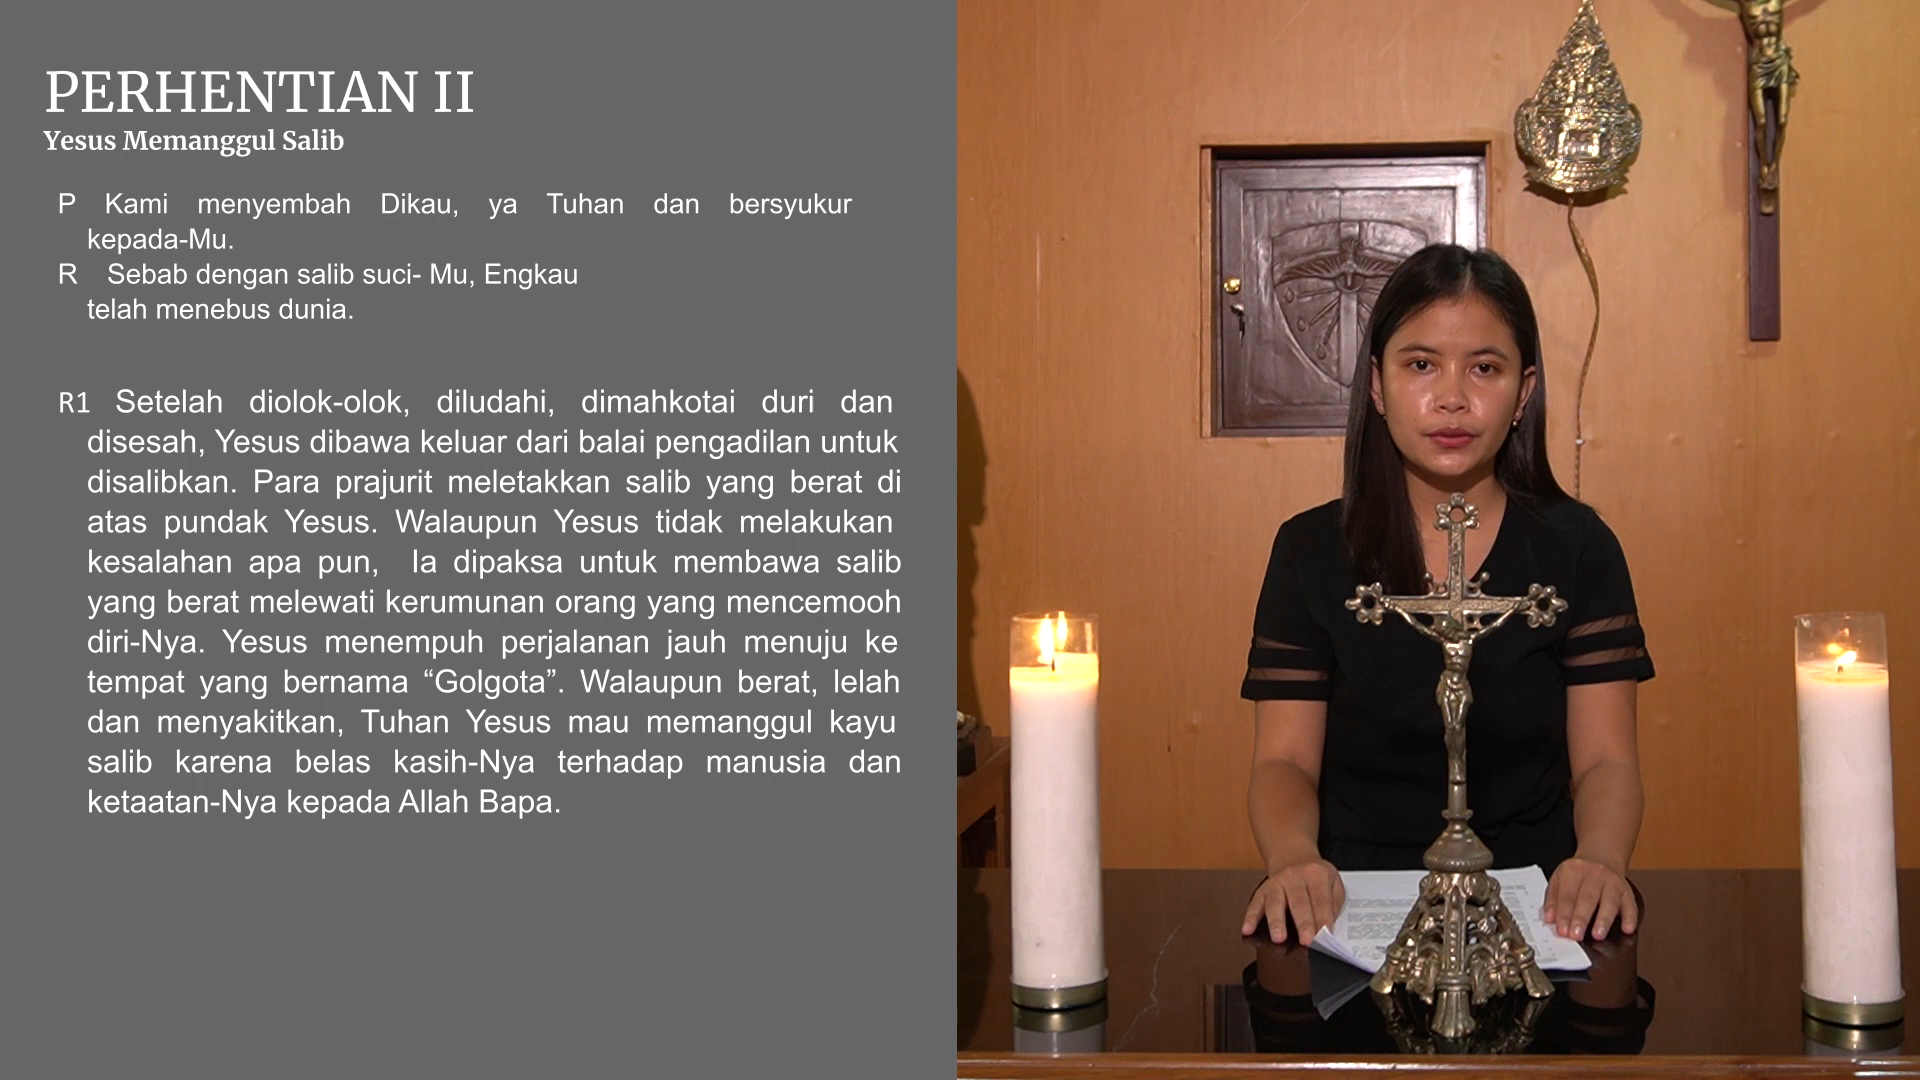 PERHENTIAN II
Yesus Memanggul Salib
P Kami menyembah Dikau, ya Tuhan dan bersyukur
kepada-Mu.
R Sebab dengan salib suci- Mu, Engkau
telah menebus dunia.
R1 Setelah diolok-olok, diludahi, dimahkotai duri dan
disesah, Yesus dibawa keluar dari balai pengadilan untuk
disalibkan. Para prajurit meletakkan salib yang berat di
atas pundak Yesus. Walaupun Yesus tidak melakukan
kesalahan apa pun, Ia dipaksa untuk membawa salib
yang berat melewati kerumunan orang yang mencemooh
diri-Nya. Yesus menempuh perjalanan jauh menuju ke
tempat yang bernama “Golgota”. Walaupun berat, lelah
dan menyakitkan, Tuhan Yesus mau memanggul kayu
salib karena belas kasih-Nya terhadap manusia dan
ketaatan-Nya kepada Allah Bapa.